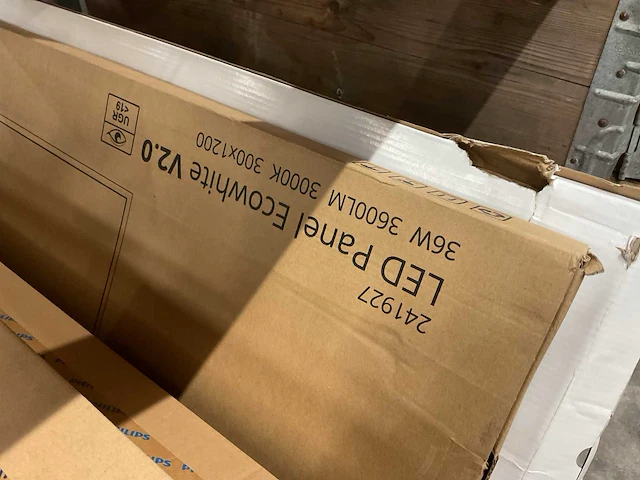 241927
LED Panel Ecowhite V2.0
36W 3600LM 3000K 300x1200
UGR
<19
PHILIPS